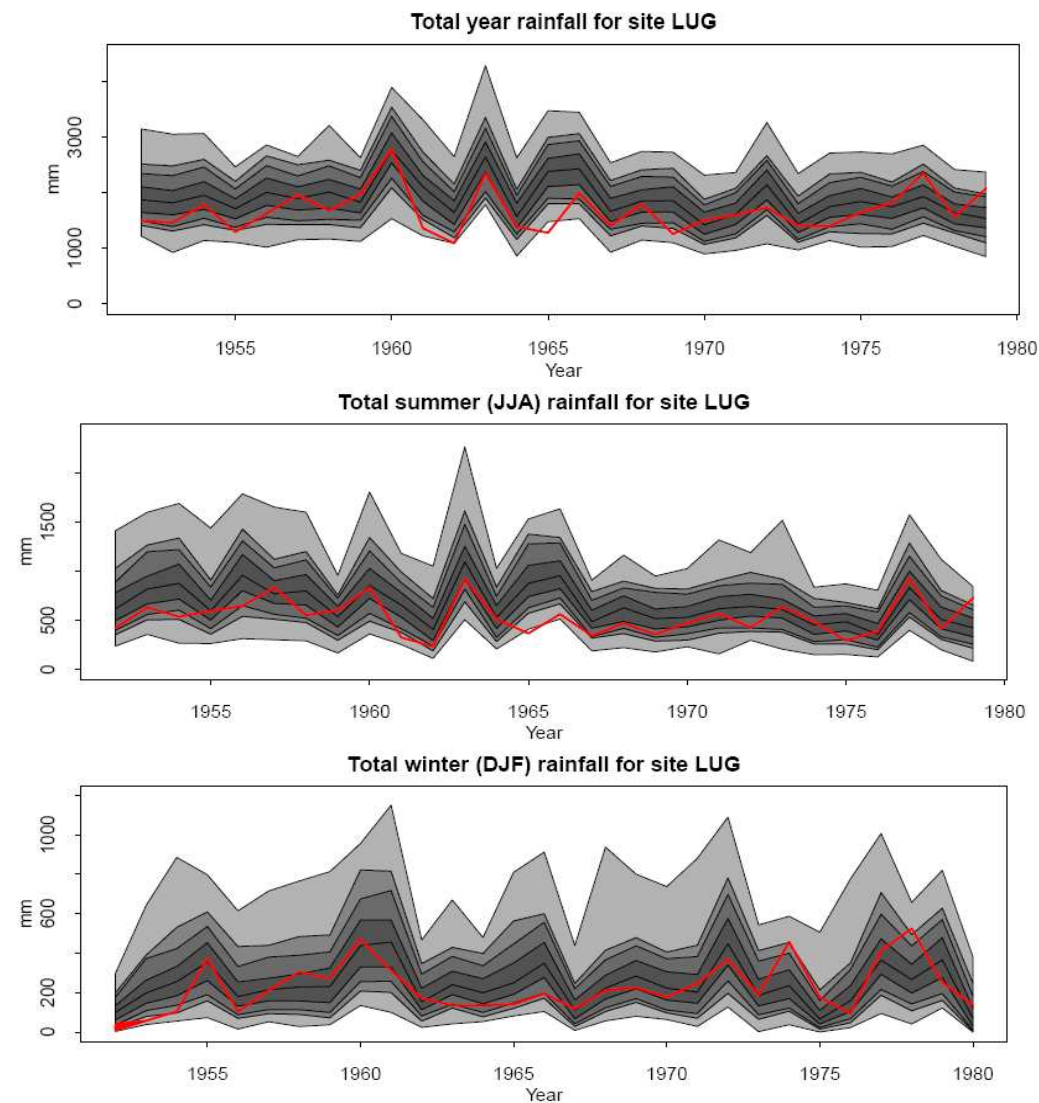 Total year rainfall for site LUG
mm
0 1000 3000
1955 1960 1965 1970 1975 1980
Year
Total summer (JJA) rainfall for site LUG
mm
0 500 1500
1955 1960 1965 1970 1975 1980
Year
Total winter (DJF) rainfall for site LUG
mm
0 200 600 1000
1955 1960 1965 1970 1975 1980
Year